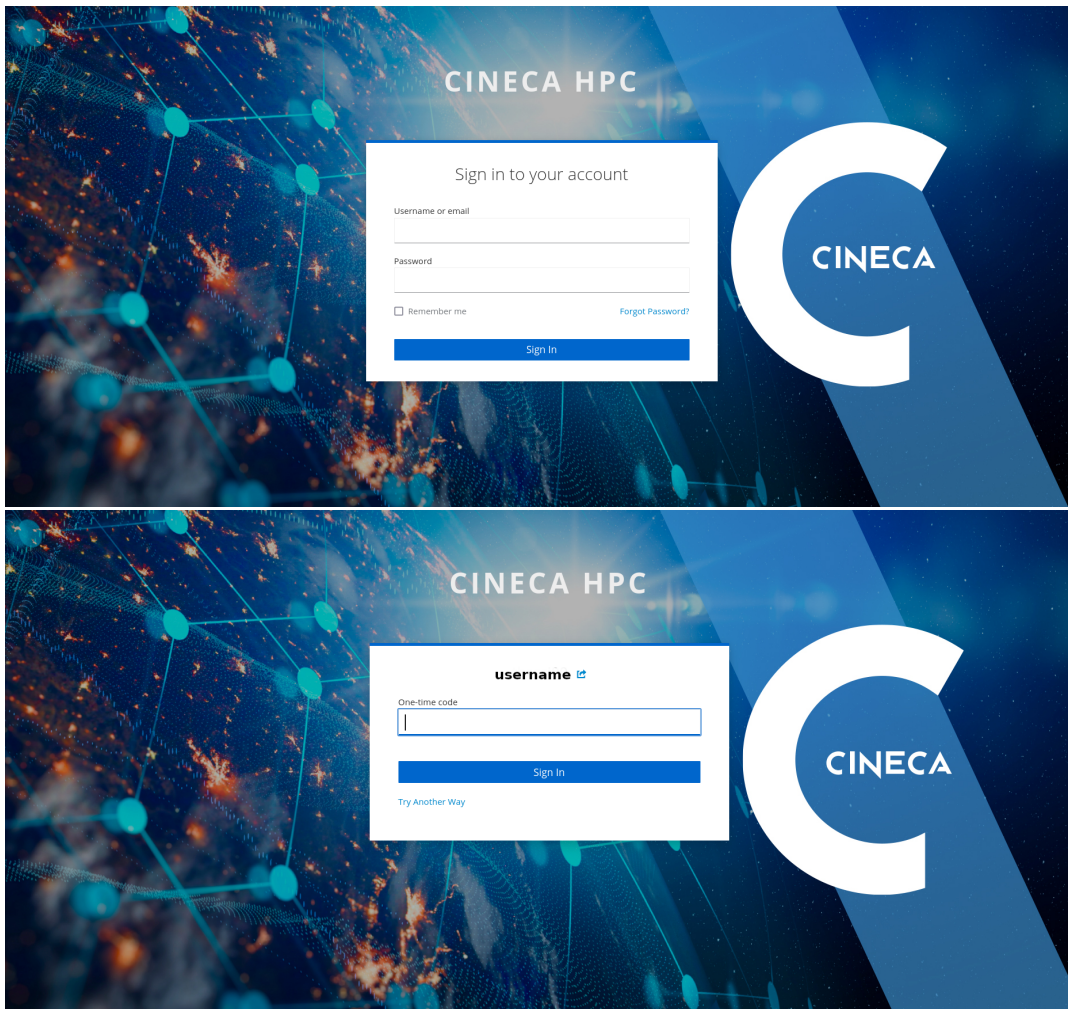 CINECA HPC
Sign in to your account
Username or email
Password
Remember me
Forgot Password?
Sign In
CINECA
CINECA HPC
username
One-time code
Sign In
Try Another Way
CINECA